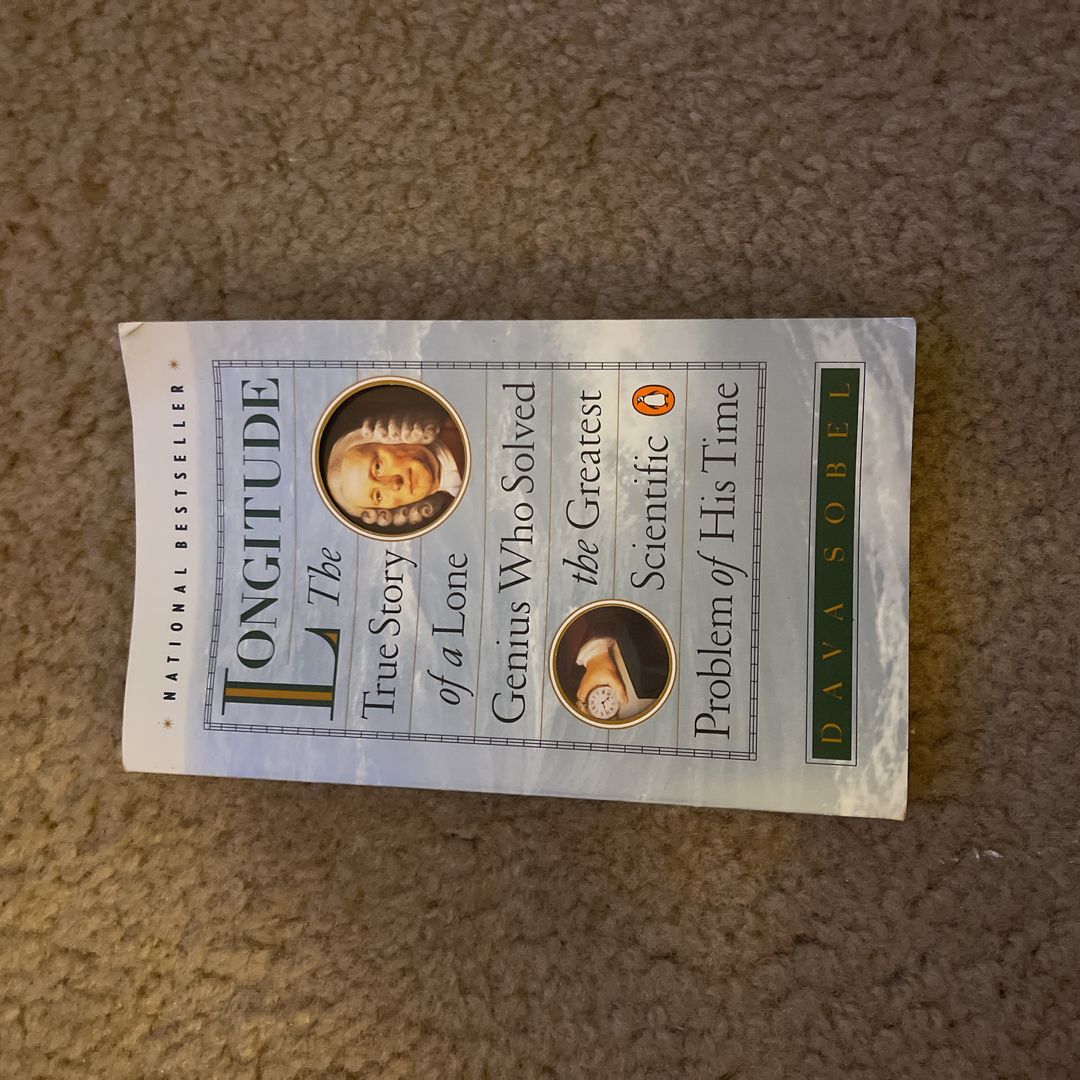 * NATIONAL BESTSELLER *
LONGITUDE
The
True Story
of a Lone
Genius Who Solved
the Greatest
Scientific
Problem of His Time
DAVA SOBEL